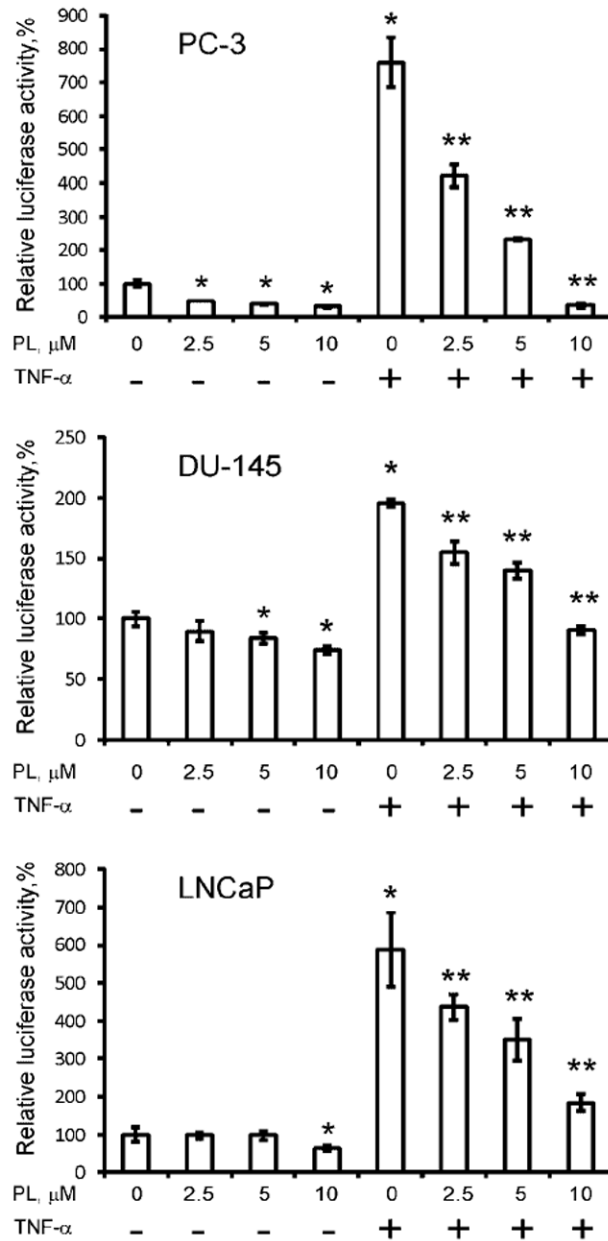 PC-3
Relative luciferase activity,%
900
800
700
600
500
400
300
200
100
0
* * * * ** ** **
PL, μM 0 2.5 5 10 0 2.5 5 10
TNF-α - - - - + + + +
DU-145
Relative luciferase activity,%
250
200
150
100
50
0
* * * ** ** **
PL, μM 0 2.5 5 10 0 2.5 5 10
TNF-α - - - - + + + +
LNCaP
Relative luciferase activity,%
800
700
600
500
400
300
200
100
0
* * ** ** **
PL, μM 0 2.5 5 10 0 2.5 5 10
TNF-α - - - - + + + +